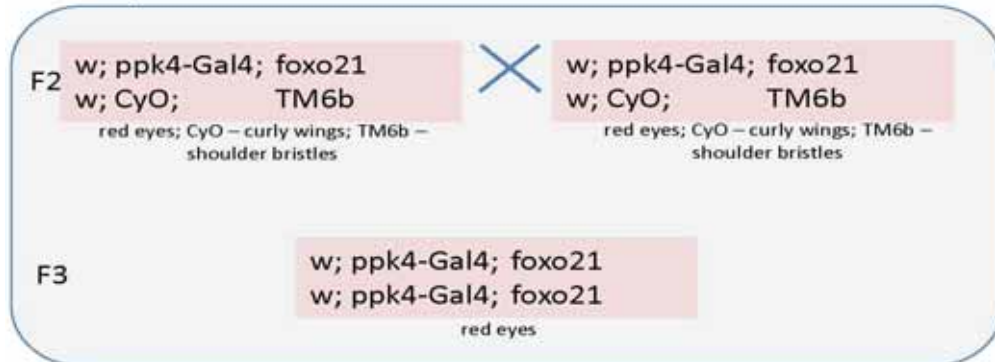 F2
w; ppk4-Gal4; foxo21
w; CyO; TM6b
red eyes; CyO – curly wings; TM6b –
shoulder bristles
w; ppk4-Gal4; foxo21
w; CyO; TM6b
red eyes; CyO – curly wings; TM6b –
shoulder bristles
F3
w; ppk4-Gal4; foxo21
w; ppk4-Gal4; foxo21
red eyes